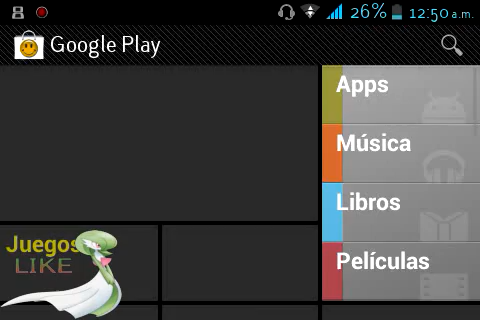 26% 12:50 a.m.
Google Play
Apps
Música
Libros
Películas
Juegos
LIKE